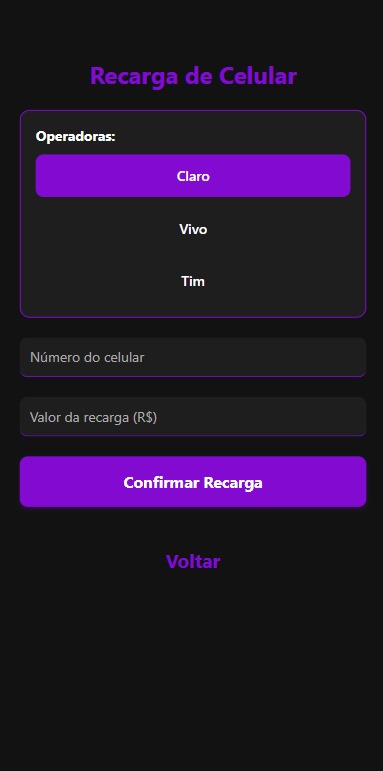 Recarga de Celular
Operadoras:
Claro
Vivo
Tim
Número do celular
Valor da recarga (R$)
Confirmar Recarga
Voltar